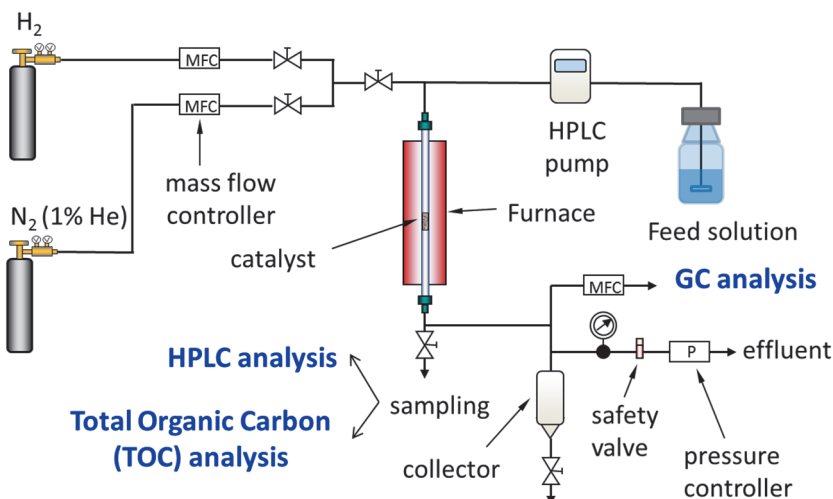 H₂
MFC
MFC
mass flow
controller
N₂ (1% He)
catalyst
Furnace
HPLC
pump
Feed solution
GC analysis
MFC
HPLC analysis
Total Organic Carbon
(TOC) analysis
sampling
collector
safety
valve
P
effluent
pressure
controller